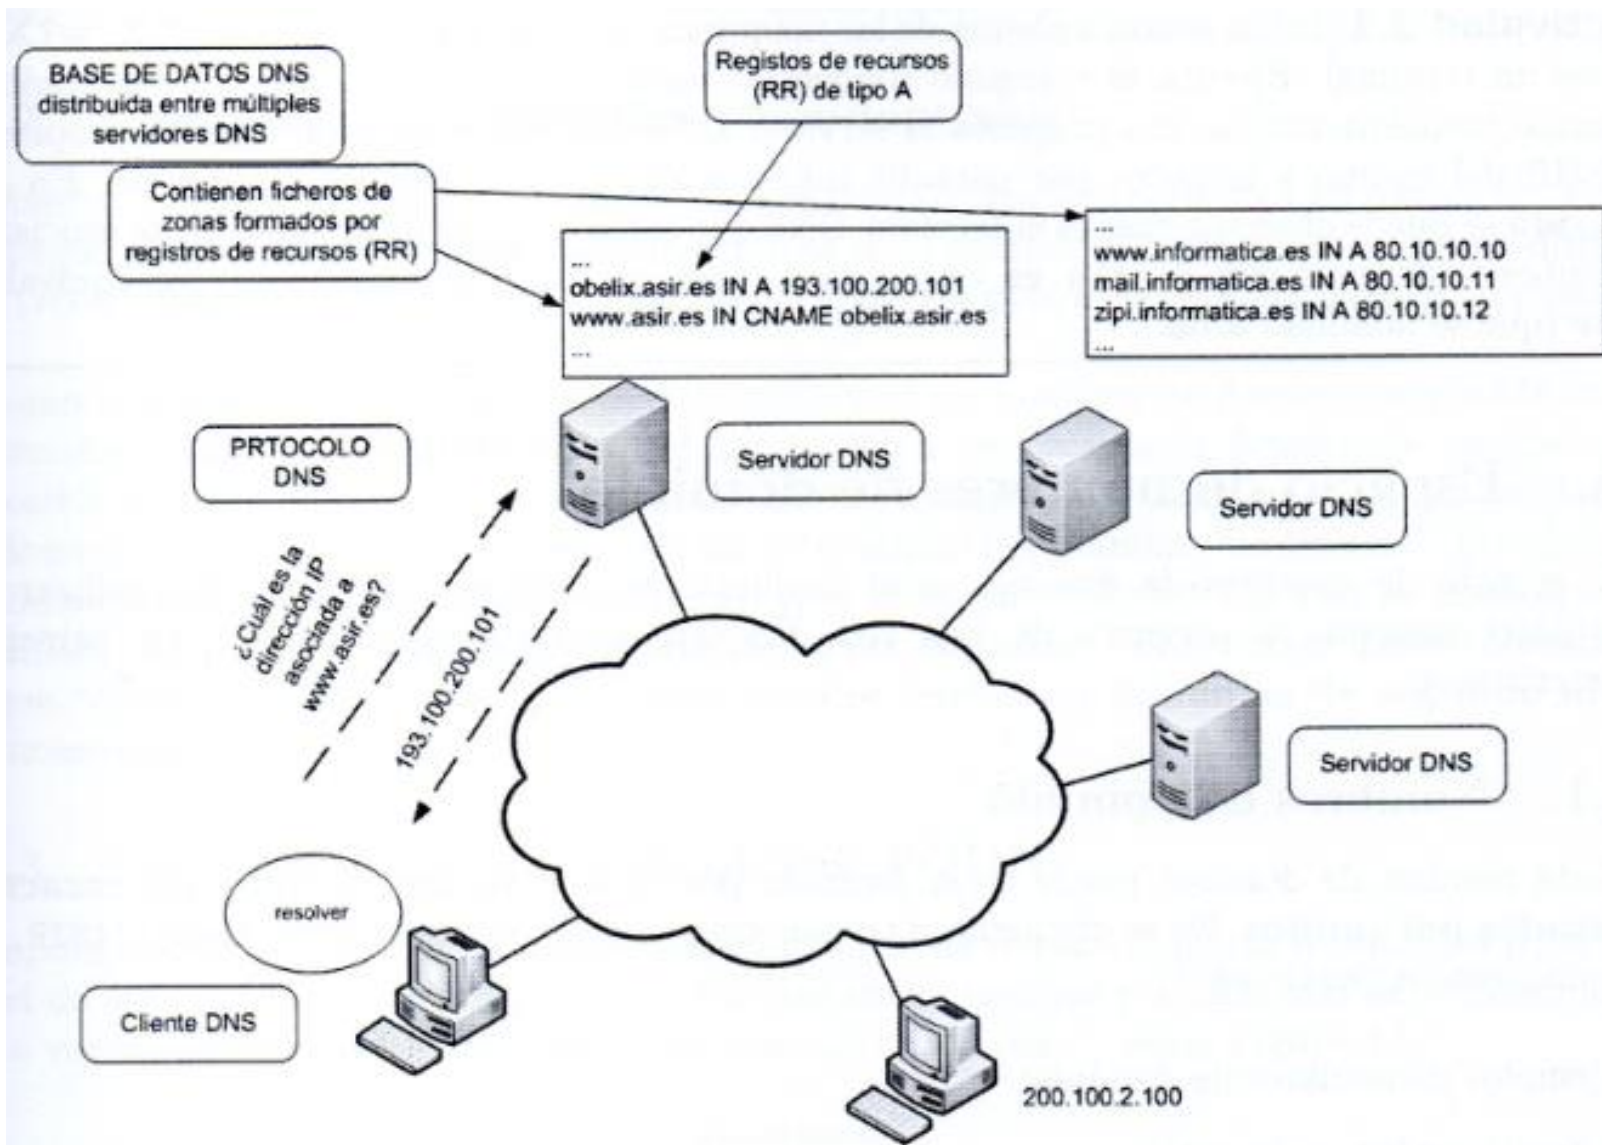 BASE DE DATOS DNS
distribuida entre múltiples
servidores DNS
Contienen ficheros de
zonas formados por
registros de recursos (RR)
Registos de recursos
(RR) de tipo A
...
obelix.asir.es IN A 193.100.200.101
www.asir.es IN CNAME obelix.asir.es
...
...
www.informatica.es IN A 80.10.10.10
mail.informatica.es IN A 80.10.10.11
zipi.informatica.es IN A 80.10.10.12
...
PRTOCOLO
DNS
Servidor DNS
Servidor DNS
¿Cuál es la
dirección IP
asociada a
www.asir.es?
193.100.200.101
Servidor DNS
resolver
Cliente DNS
200.100.2.100